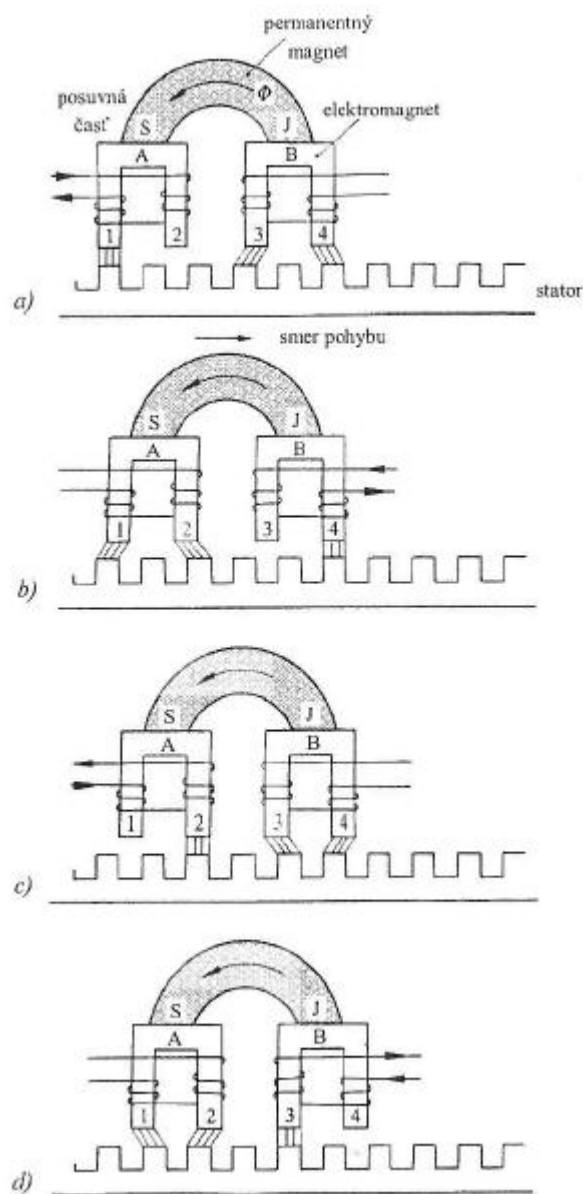 permanentný
magnet
posuvná
časť
Φ
elektromagnet
S
J
A
B
1
2
3
4
a)
stator
smer pohybu
S
J
A
B
1
2
3
4
b)
S
J
A
B
1
2
3
4
c)
S
J
A
B
1
2
3
4
d)